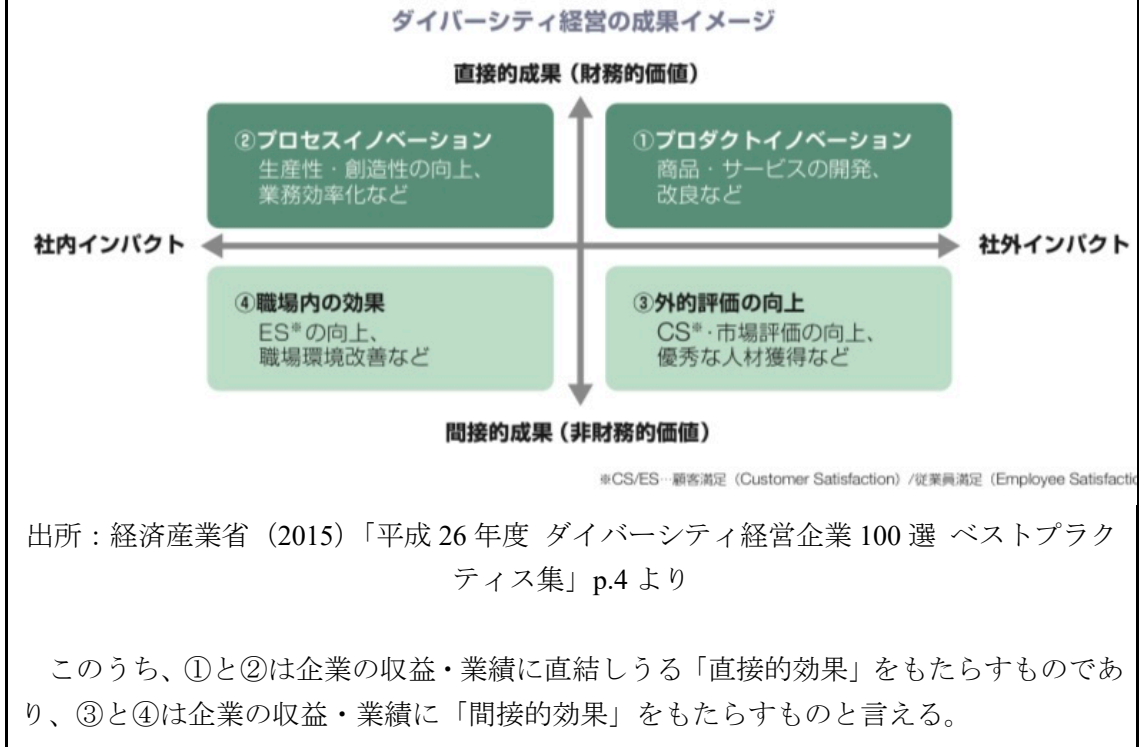 ダイバーシティ経営の成果イメージ
直接的成果（財務的価値）
②プロセスイノベーション
生産性・創造性の向上、
業務効率化など
①プロダクトイノベーション
商品・サービスの開発、
改良など
社内インパクト
社外インパクト
④職場内の効果
ES※の向上、
職場環境改善など
③外的評価の向上
CS※・市場評価の向上、
優秀な人材獲得など
間接的成果（非財務的価値）
※CS/ES…顧客満足（Customer Satisfaction）/従業員満足（Employee Satisfactio
出所：経済産業省（2015）「平成 26 年度 ダイバーシティ経営企業 100 選 ベストプラク
ティス集」p.4 より
このうち、①と②は企業の収益・業績に直結しうる「直接的効果」をもたらすものであ
り、③と④は企業の収益・業績に「間接的効果」をもたらすものと言える。